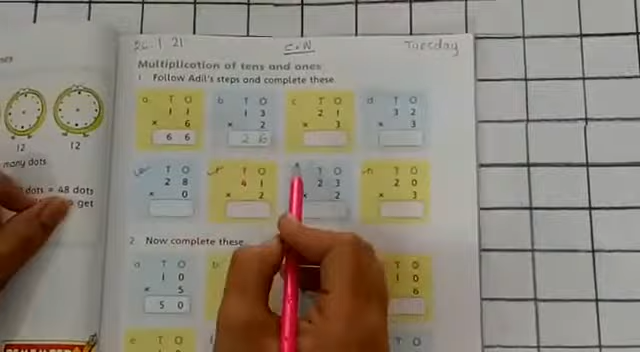 26.1.21 C.W Tuesday
Multiplication of tens and ones
1 Follow Adil's steps and complete these.
a T O b T O c T O d T O
1 1 1 3 2 1 3 2
× 6 × 2 × 3 × 3
6 6 2 6
T O T O T O h T O
2 8 4 1 2 3 2 0
× 0 × 2 × 2 × 3
12 12
many dots
dots = 48 dots
get
2 Now complete these
a T O b T O
1 0 1 0
× 5 6
5 0
e T O T O